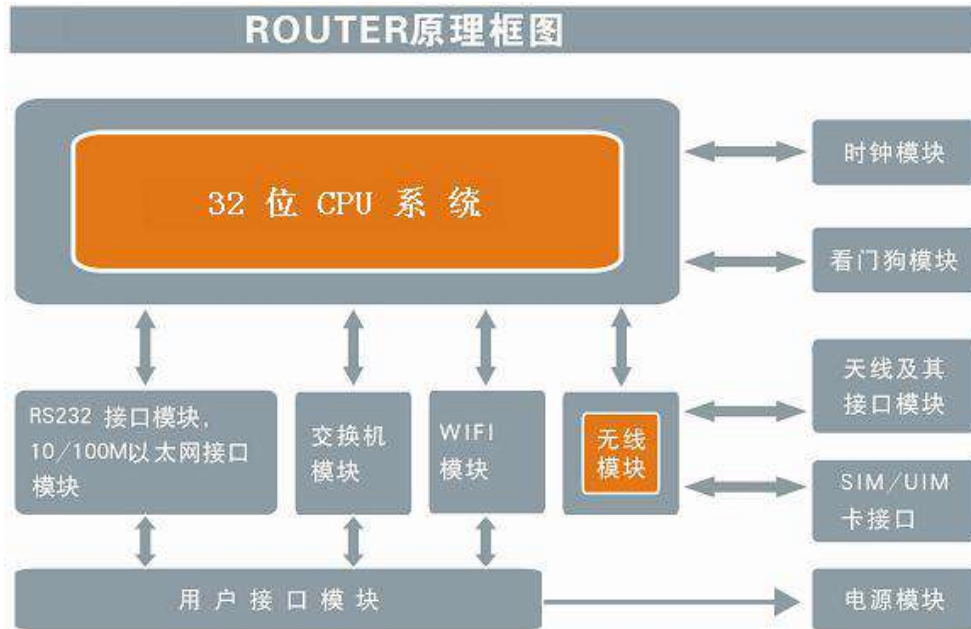 ROUTER原理框图
32 位 CPU 系 统
时钟模块
看门狗模块
天线及其
接口模块
RS232 接口模块,
10/100M以太网接口
模块
交换机
模块
WIFI
模块
无线
模块
SIM/UIM
卡接口
用 户 接 口 模 块
电源模块